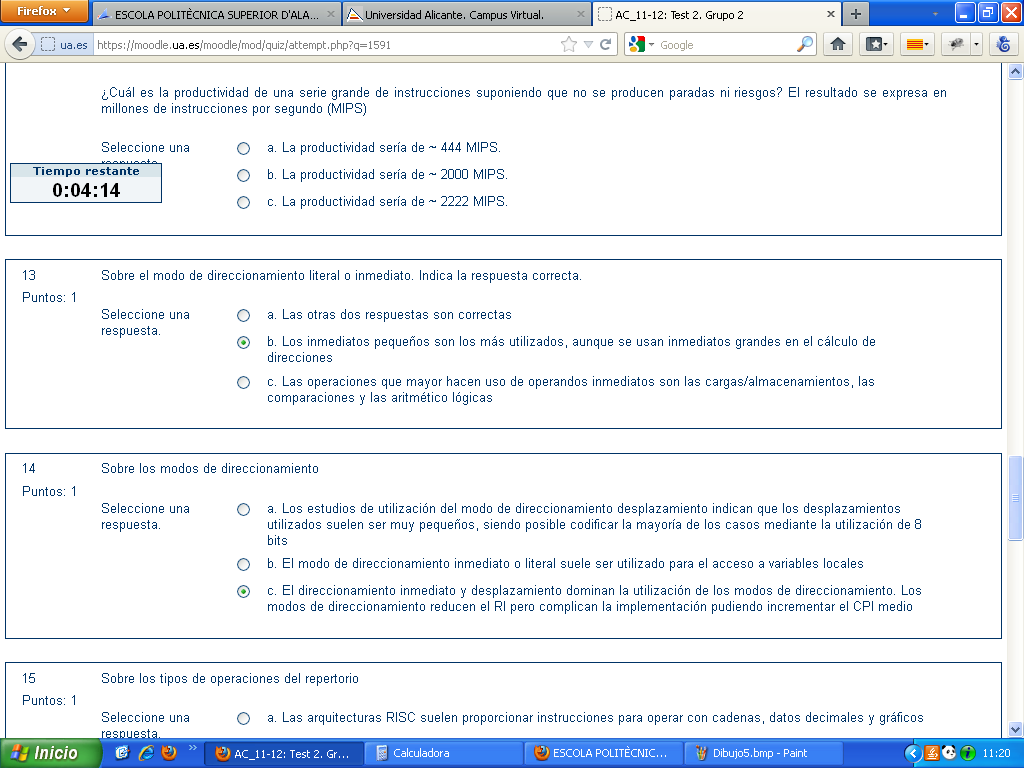 Firefox
ESCOLA POLITÈCNICA SUPERIOR D'ALA...
Universidad Alicante. Campus Virtual.
AC_11-12: Test 2. Grupo 2
ua.es
https://moodle.ua.es/moodle/mod/quiz/attempt.php?q=1591
Google
¿Cuál es la productividad de una serie grande de instrucciones suponiendo que no se producen paradas ni riesgos? El resultado se expresa en
millones de instrucciones por segundo (MIPS)
Seleccione una
respuesta.
a. La productividad sería de ~ 444 MIPS.
b. La productividad sería de ~ 2000 MIPS.
c. La productividad sería de ~ 2222 MIPS.
Tiempo restante
0:04:14
13
Puntos: 1
Sobre el modo de direccionamiento literal o inmediato. Indica la respuesta correcta.
Seleccione una
respuesta.
a. Las otras dos respuestas son correctas
b. Los inmediatos pequeños son los más utilizados, aunque se usan inmediatos grandes en el cálculo de
direcciones
c. Las operaciones que mayor hacen uso de operandos inmediatos son las cargas/almacenamientos, las
comparaciones y las aritmético lógicas
14
Puntos: 1
Sobre los modos de direccionamiento
Seleccione una
respuesta.
a. Los estudios de utilización del modo de direccionamiento desplazamiento indican que los desplazamientos
utilizados suelen ser muy pequeños, siendo posible codificar la mayoría de los casos mediante la utilización de 8
bits
b. El modo de direccionamiento inmediato o literal suele ser utilizado para el acceso a variables locales
c. El direccionamiento inmediato y desplazamiento dominan la utilización de los modos de direccionamiento. Los
modos de direccionamiento reducen el RI pero complican la implementación pudiendo incrementar el CPI medio
15
Puntos: 1
Sobre los tipos de operaciones del repertorio
Seleccione una
respuesta.
a. Las arquitecturas RISC suelen proporcionar instrucciones para operar con cadenas, datos decimales y gráficos
Inicio
AC_11-12: Test 2. Gr...
Calculadora
ESCOLA POLITÈCNIC...
Dibujo5.bmp - Paint
11:20